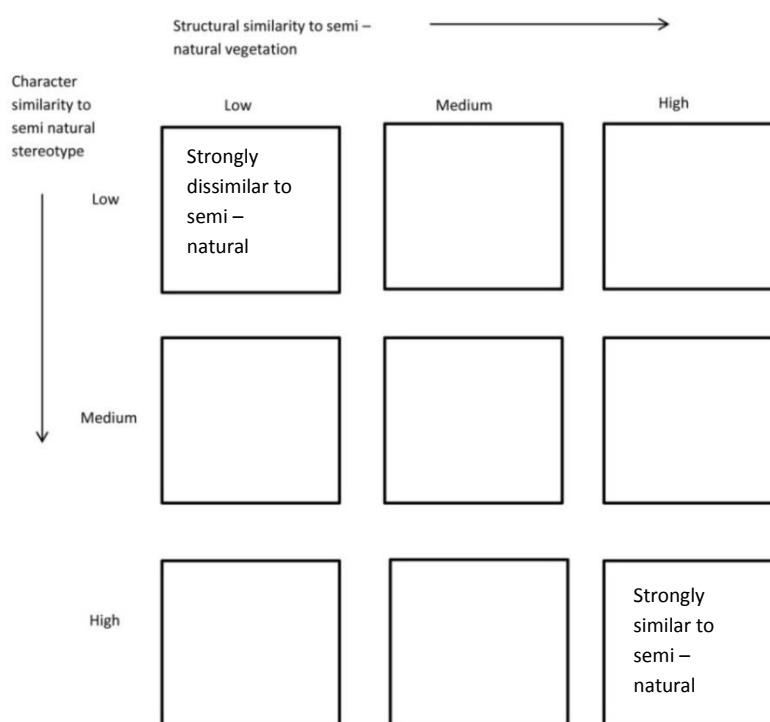 Structural similarity to semi –
natural vegetation
Character
similarity to
semi natural
stereotype
Low
Medium
High
Low
Strongly
dissimilar to
semi –
natural
Medium
High
Strongly
similar to
semi –
natural